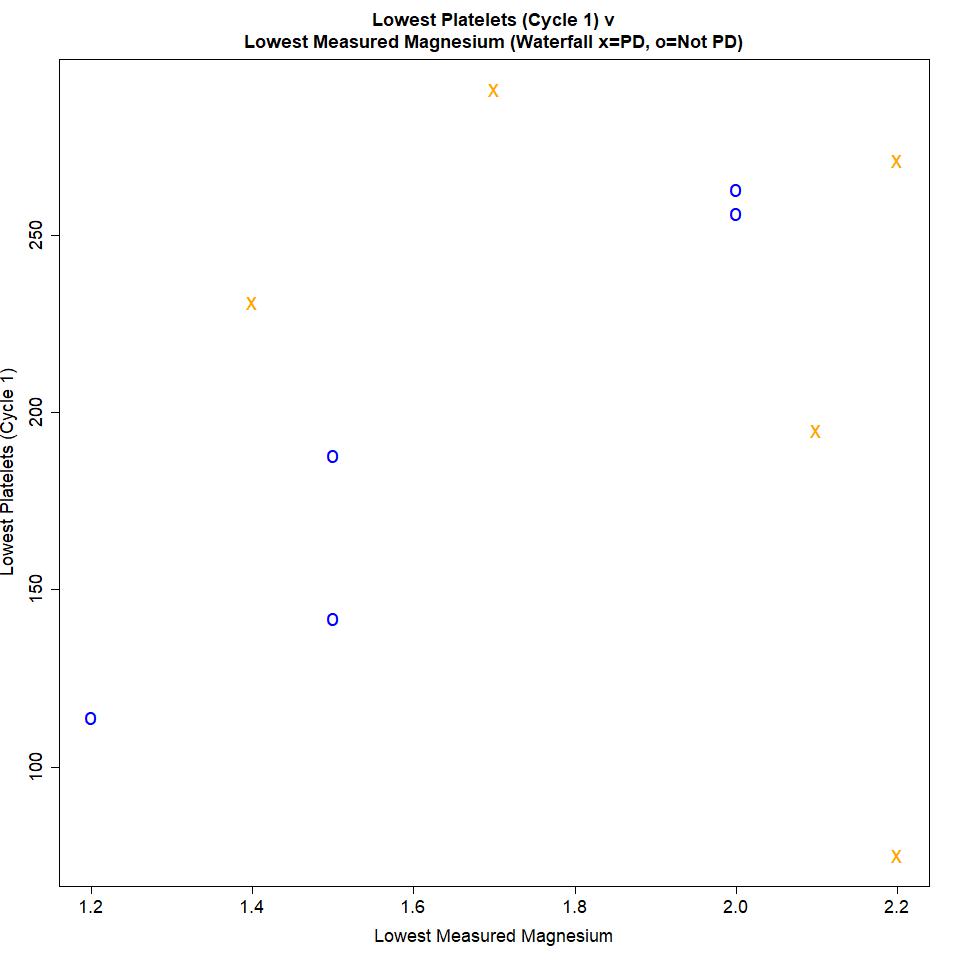 Lowest Platelets (Cycle 1) v
Lowest Measured Magnesium (Waterfall x=PD, o=Not PD)
Lowest Platelets (Cycle 1)
250
200
150
100
X
X
O
O
X
X
O
O
O
X
1.2 1.4 1.6 1.8 2.0 2.2
Lowest Measured Magnesium